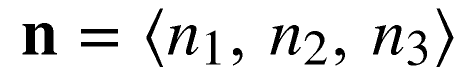 n = ⟨n₁, n₂, n₃⟩